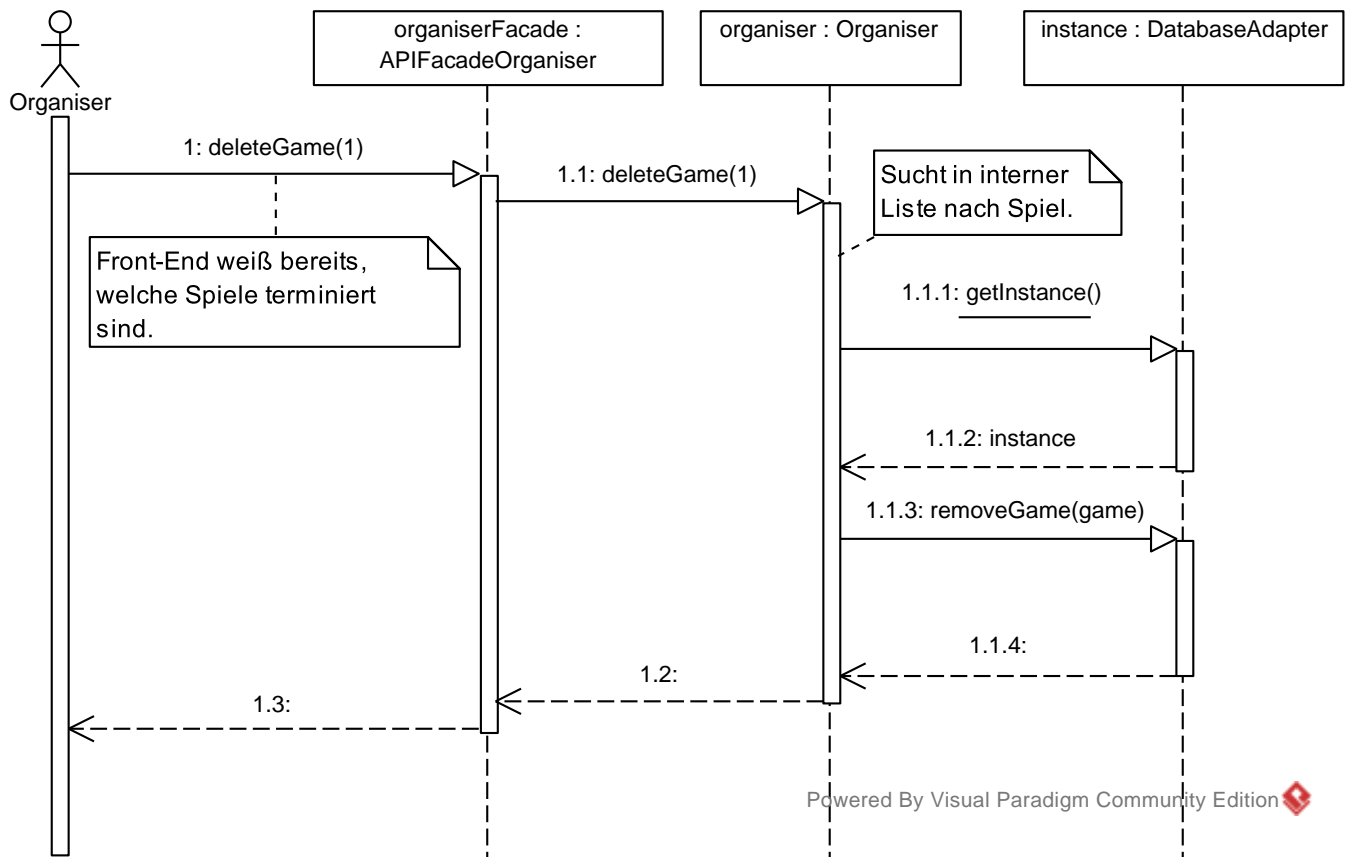 organiserFacade :
APIFacadeOrganiser
organiser : Organiser
instance : DatabaseAdapter
Organiser
1: deleteGame(1)
1.1: deleteGame(1)
Sucht in interner
Liste nach Spiel.
Front-End weiß bereits,
welche Spiele terminiert
sind.
1.1.1: getInstance()
1.1.2: instance
1.1.3: removeGame(game)
1.1.4:
1.2:
1.3:
Powered By Visual Paradigm Community Edition